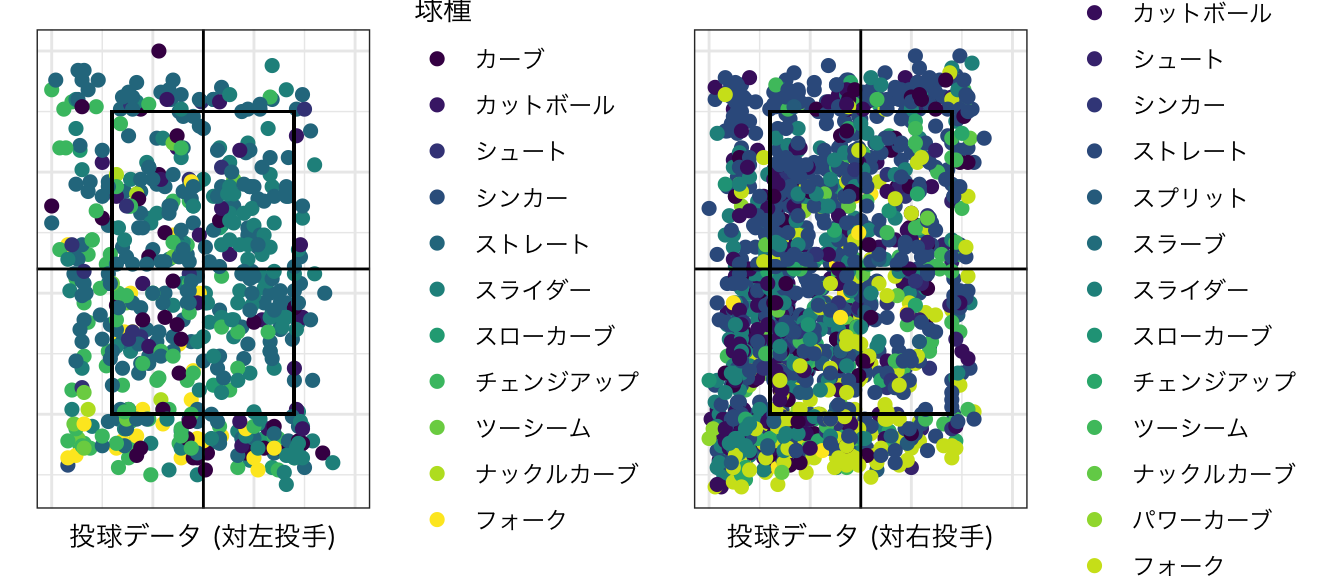 球種
カーブ
カットボール
シュート
シンカー
ストレート
スライダー
スローカーブ
チェンジアップ
ツーシーム
ナックルカーブ
フォーク
投球データ (対左投手)
カットボール
シュート
シンカー
ストレート
スプリット
スラーブ
スライダー
スローカーブ
チェンジアップ
ツーシーム
ナックルカーブ
パワーカーブ
フォーク
投球データ (対右投手)